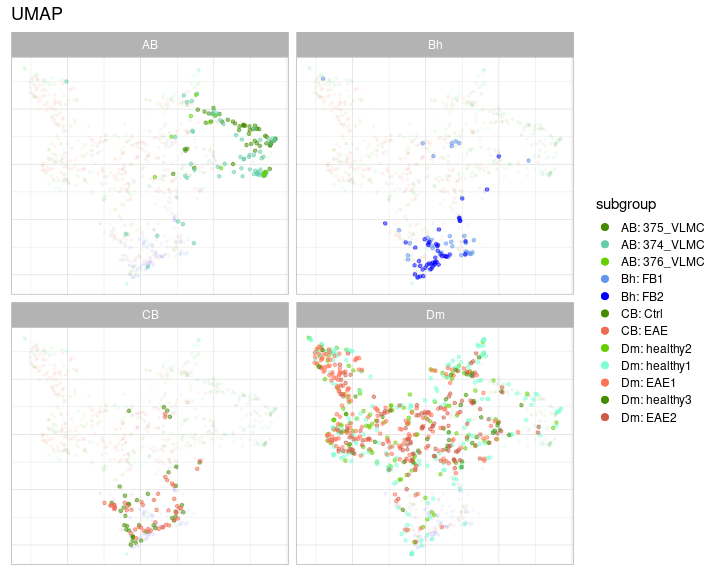 UMAP
AB
Bh
CB
Dm
subgroup
AB: 375_VLMC
AB: 374_VLMC
AB: 376_VLMC
Bh: FB1
Bh: FB2
CB: Ctrl
CB: EAE
Dm: healthy2
Dm: healthy1
Dm: EAE1
Dm: healthy3
Dm: EAE2